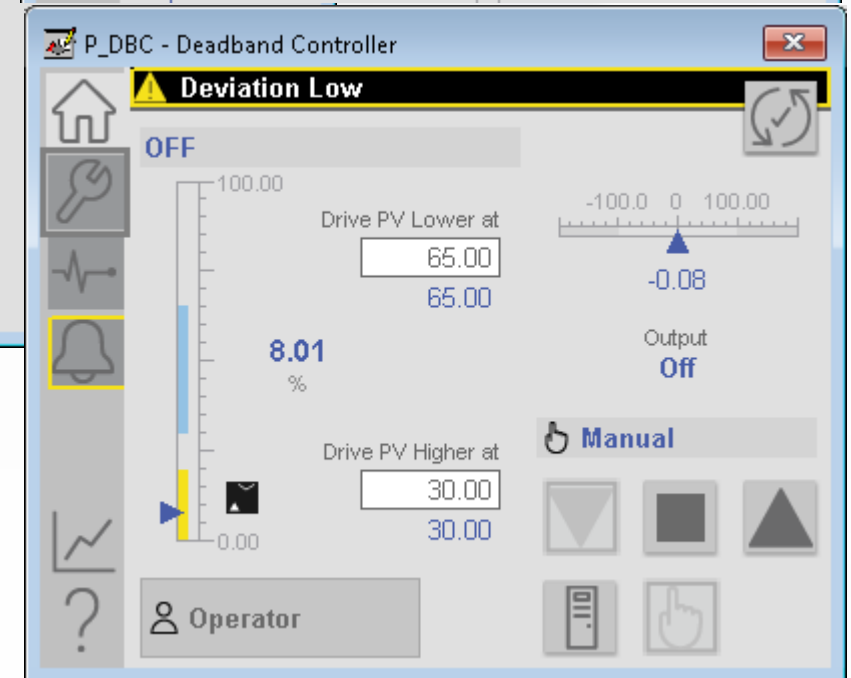 P_DBC - Deadband Controller
Deviation Low
OFF
100.00
Drive PV Lower at
65.00
65.00
8.01
%
Drive PV Higher at
30.00
30.00
0.00
-100.0 0 100.00
-0.08
Output
Off
Manual
Operator
?